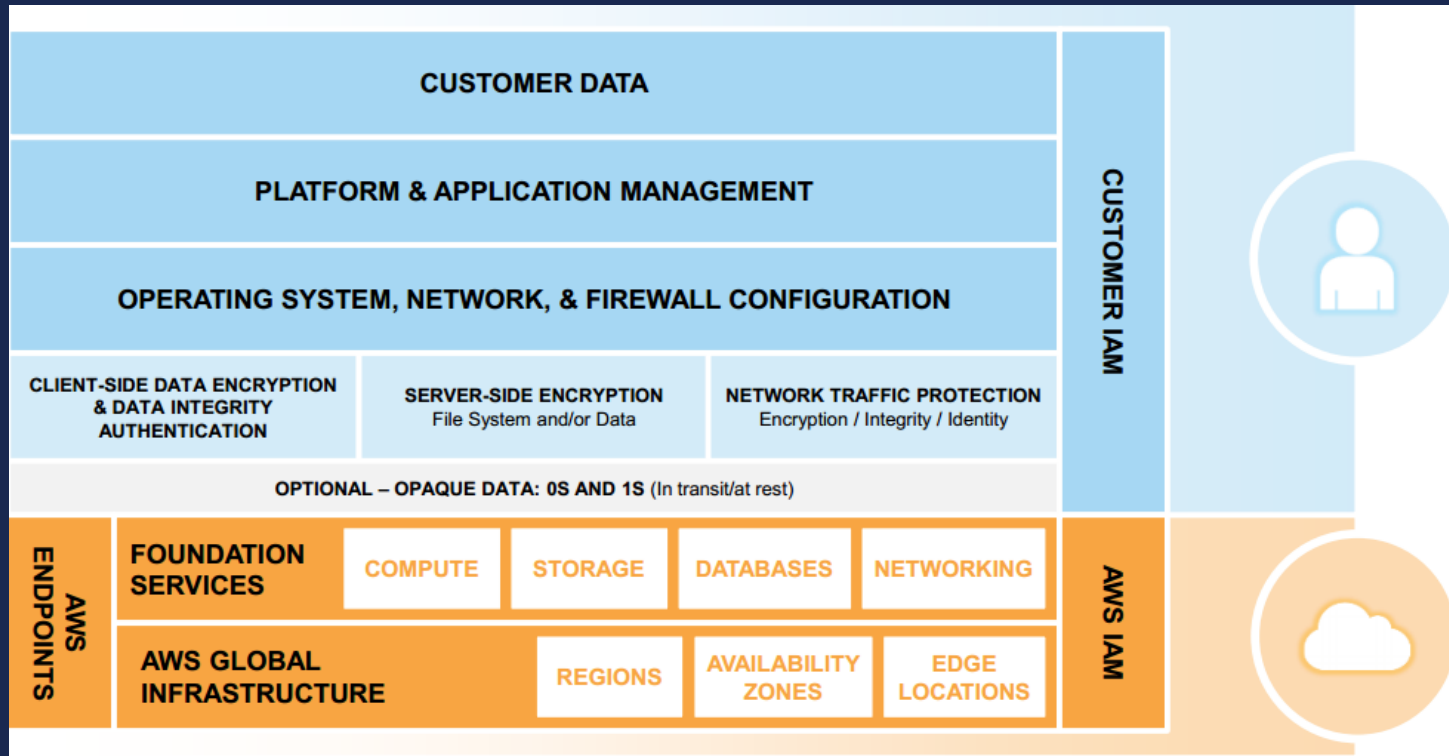 CUSTOMER DATA
PLATFORM & APPLICATION MANAGEMENT
OPERATING SYSTEM, NETWORK, & FIREWALL CONFIGURATION
CUSTOMER IAM
CLIENT-SIDE DATA ENCRYPTION
& DATA INTEGRITY
AUTHENTICATION
SERVER-SIDE ENCRYPTION
File System and/or Data
NETWORK TRAFFIC PROTECTION
Encryption / Integrity / Identity
OPTIONAL – OPAQUE DATA: 0S AND 1S (In transit/at rest)
AWS
ENDPOINTS
FOUNDATION
SERVICES
COMPUTE
STORAGE
DATABASES
NETWORKING
AWS IAM
AWS GLOBAL
INFRASTRUCTURE
REGIONS
AVAILABILITY
ZONES
EDGE
LOCATIONS